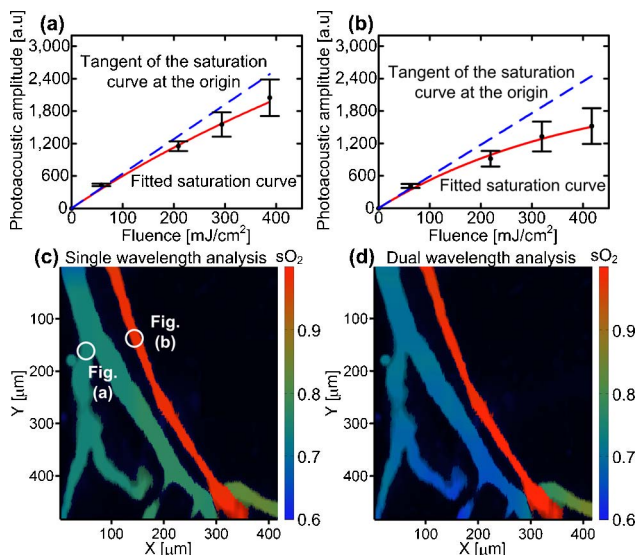 (a)
Photoacoustic amplitude [a.u]
3,000
2,400
1,800
1,200
600
0
Tangent of the saturation
curve at the origin
Fitted saturation curve
0 100 200 300 400
Fluence [mJ/cm²]
(b)
Photoacoustic amplitude [a.u]
3,000
2,400
1,800
1,200
600
0
Tangent of the saturation
curve at the origin
Fitted saturation curve
0 100 200 300 400
Fluence [mJ/cm²]
(c) Single wavelength analysis sO₂
Y [µm]
100
200
300
400
Fig.
(b)
Fig.
(a)
100 200 300 400
X [µm]
0.9
0.8
0.7
0.6
(d) Dual wavelength analysis sO₂
Y [µm]
100
200
300
400
100 200 300 400
X [µm]
0.9
0.8
0.7
0.6